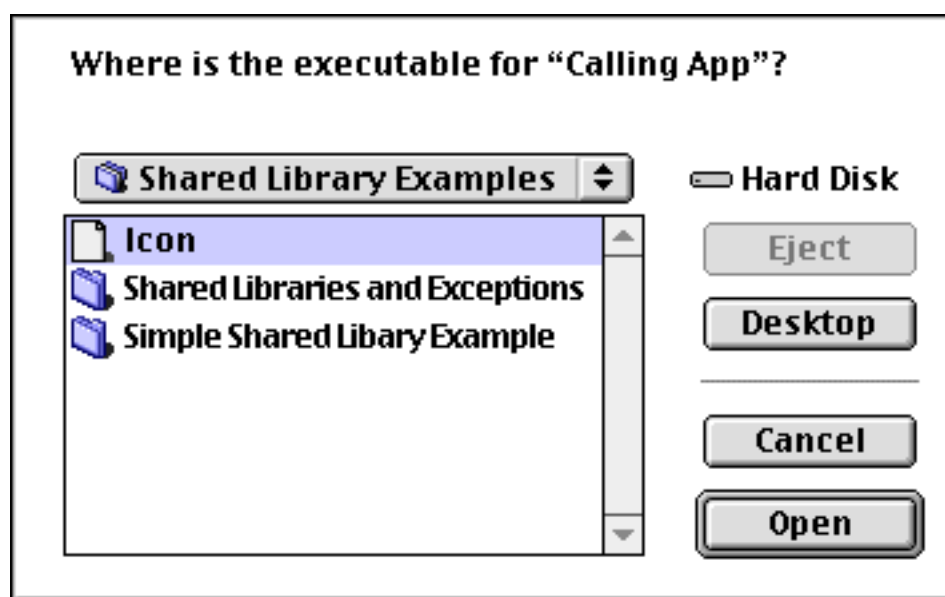 Where is the executable for “Calling App”?
Shared Library Examples
Hard Disk
Icon
Shared Libraries and Exceptions
Simple Shared Libary Example
Eject
Desktop
Cancel
Open